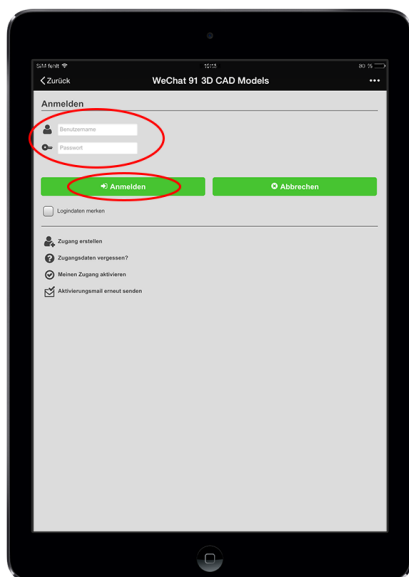 SIM fehlt
80 %
Zurück WeChat 91 3D CAD Models •••
Anmelden
Benutzername
Passwort
Anmelden Abbrechen
Logindaten merken
Zugang erstellen
Zugangsdaten vergessen?
Meinen Zugang aktivieren
Aktivierungsmail erneut senden